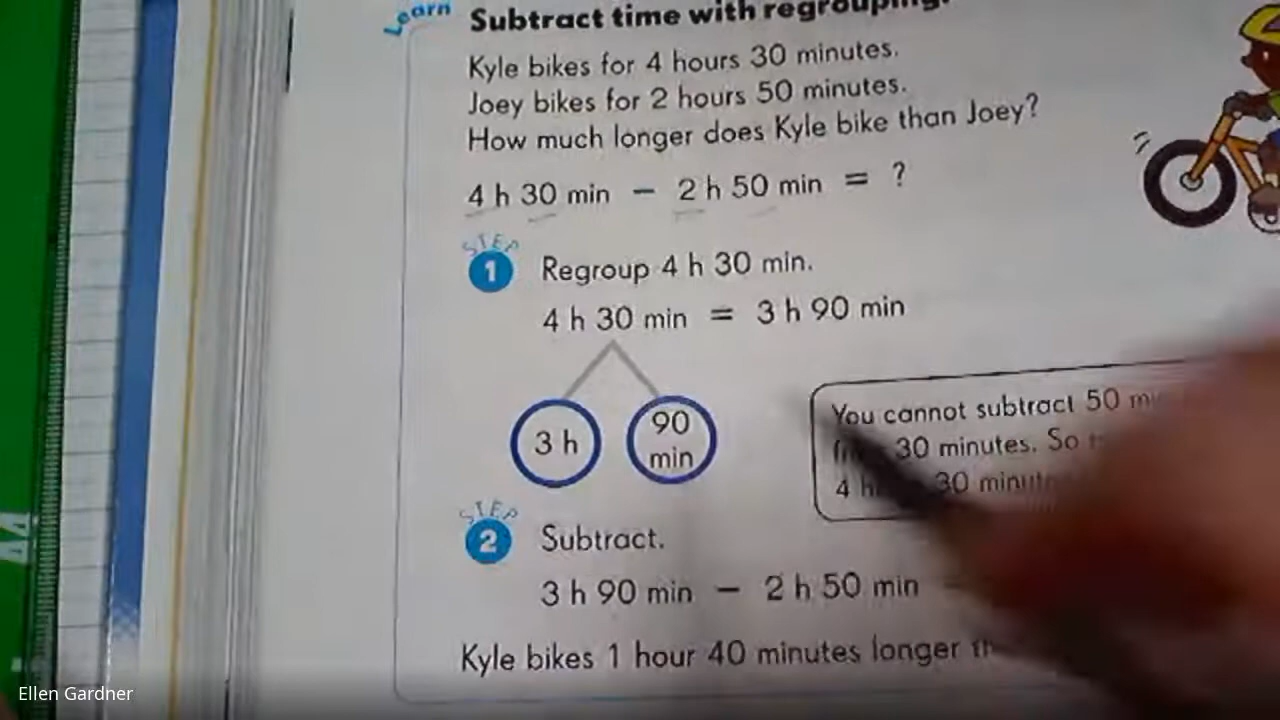 Learn Subtract time with regrouping.
Kyle bikes for 4 hours 30 minutes.
Joey bikes for 2 hours 50 minutes.
How much longer does Kyle bike than Joey?
4 h 30 min − 2 h 50 min = ?
STEP
1 Regroup 4 h 30 min.
4 h 30 min = 3 h 90 min
3 h
90
min
You cannot subtract 50
30 minutes. So
4 30
STEP
2 Subtract.
3 h 90 min − 2 h 50 min
Kyle bikes 1 hour 40 minutes longer
Ellen Gardner